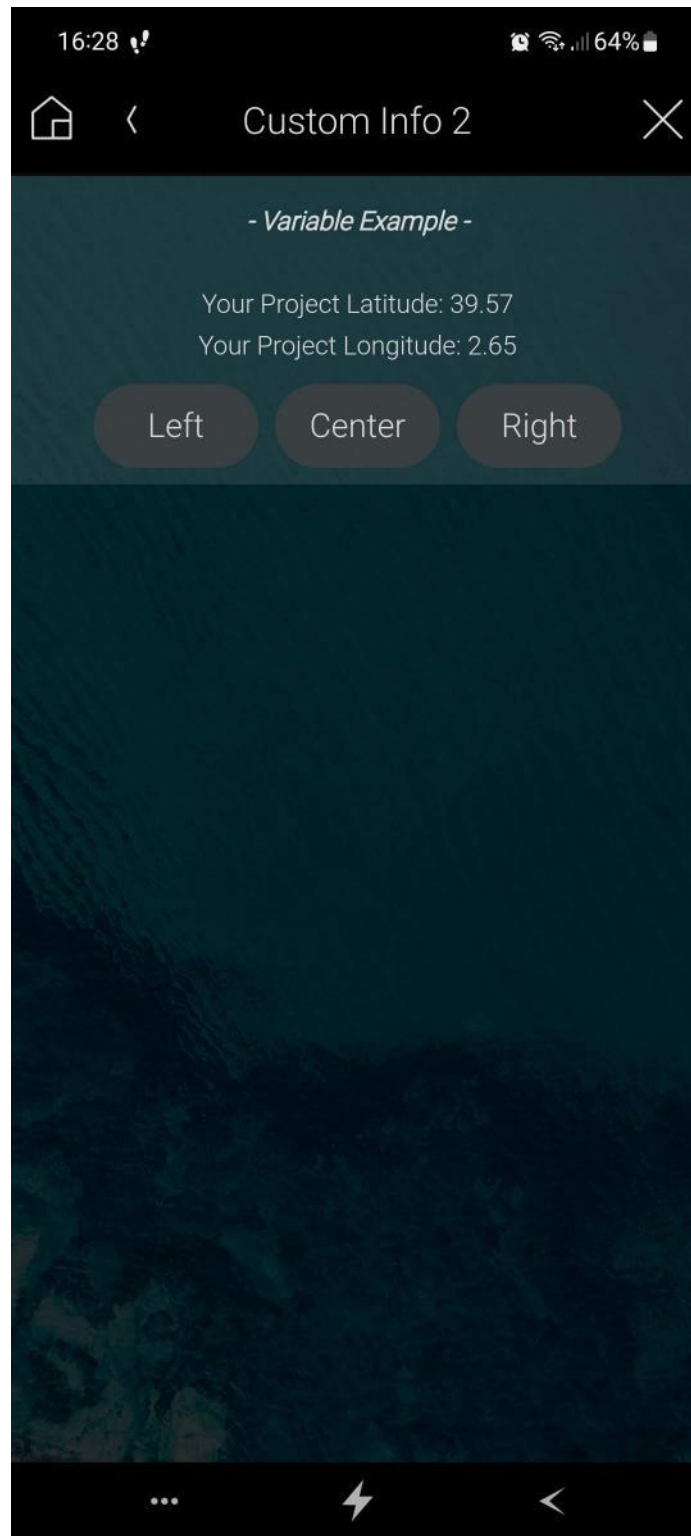 16:28
64%
Custom Info 2
- Variable Example -
Your Project Latitude: 39.57
Your Project Longitude: 2.65
Left Center Right